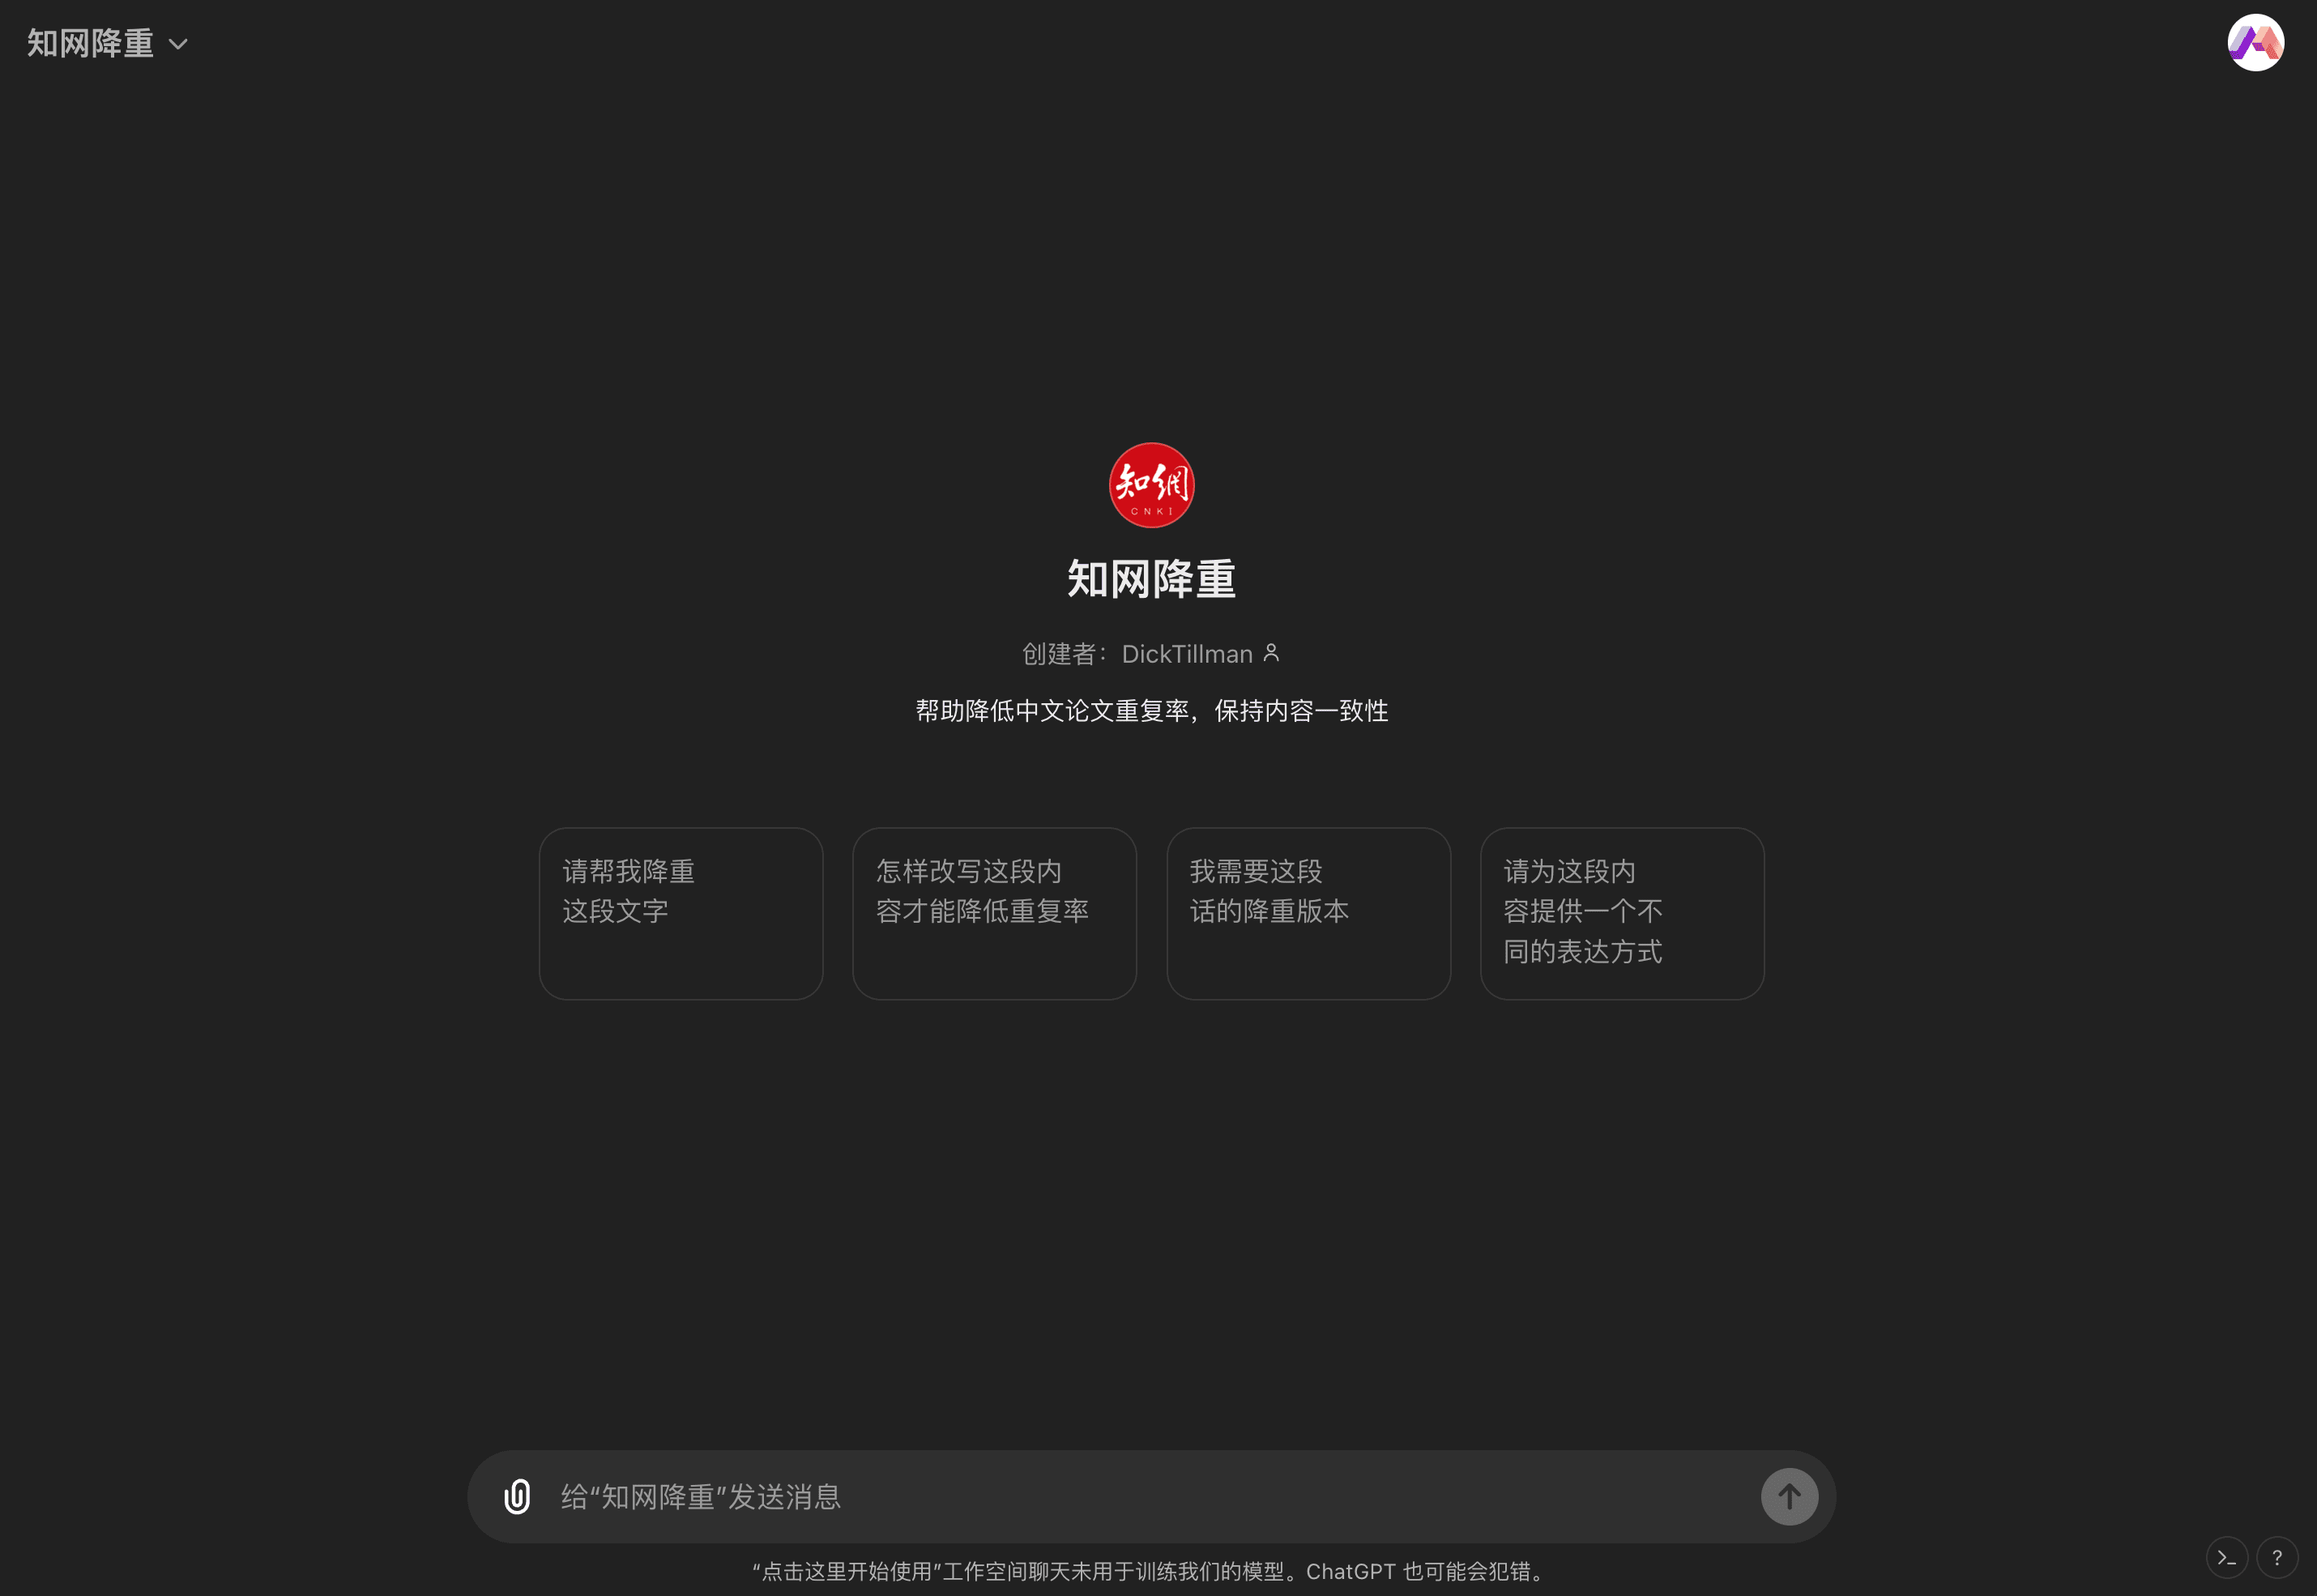 知网降重
知網
CNKI
知网降重
创建者：DickTillman
帮助降低中文论文重复率，保持内容一致性
请帮我降重
这段文字
怎样改写这段内
容才能降低重复率
我需要这段
话的降重版本
请为这段内
容提供一个不
同的表达方式
给“知网降重”发送消息
“点击这里开始使用”工作空间聊天未用于训练我们的模型。ChatGPT 也可能会犯错。
?